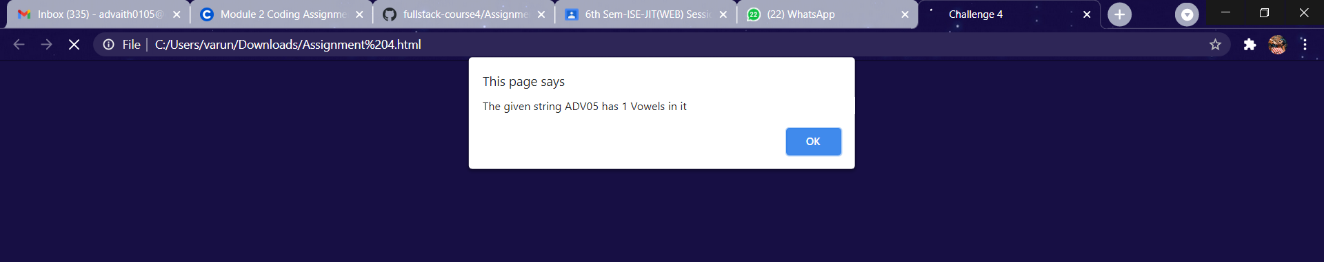 Inbox (335) - advaith0105@
Module 2 Coding Assignme
fullstack-course4/Assignme
6th Sem-ISE-JIT(WEB) Sessi
22
(22) WhatsApp
Challenge 4
File | C:/Users/varun/Downloads/Assignment%204.html
This page says
The given string ADV05 has 1 Vowels in it
OK